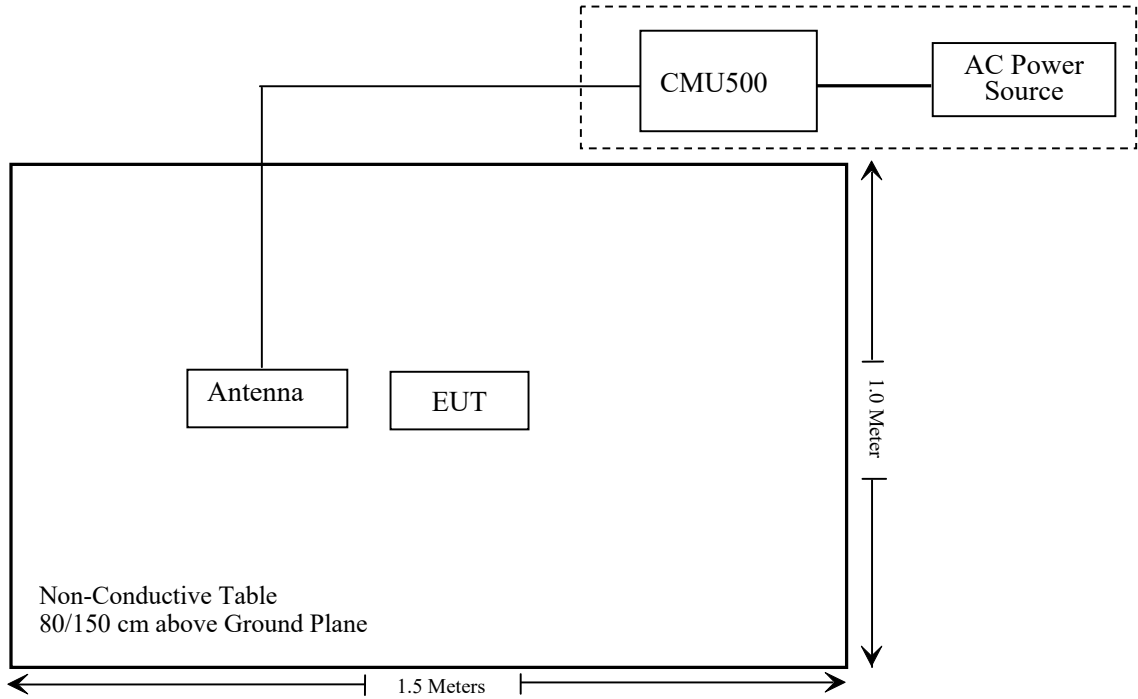 CMU500
AC Power
Source
Antenna
EUT
1.0 Meter
Non-Conductive Table
80/150 cm above Ground Plane
1.5 Meters